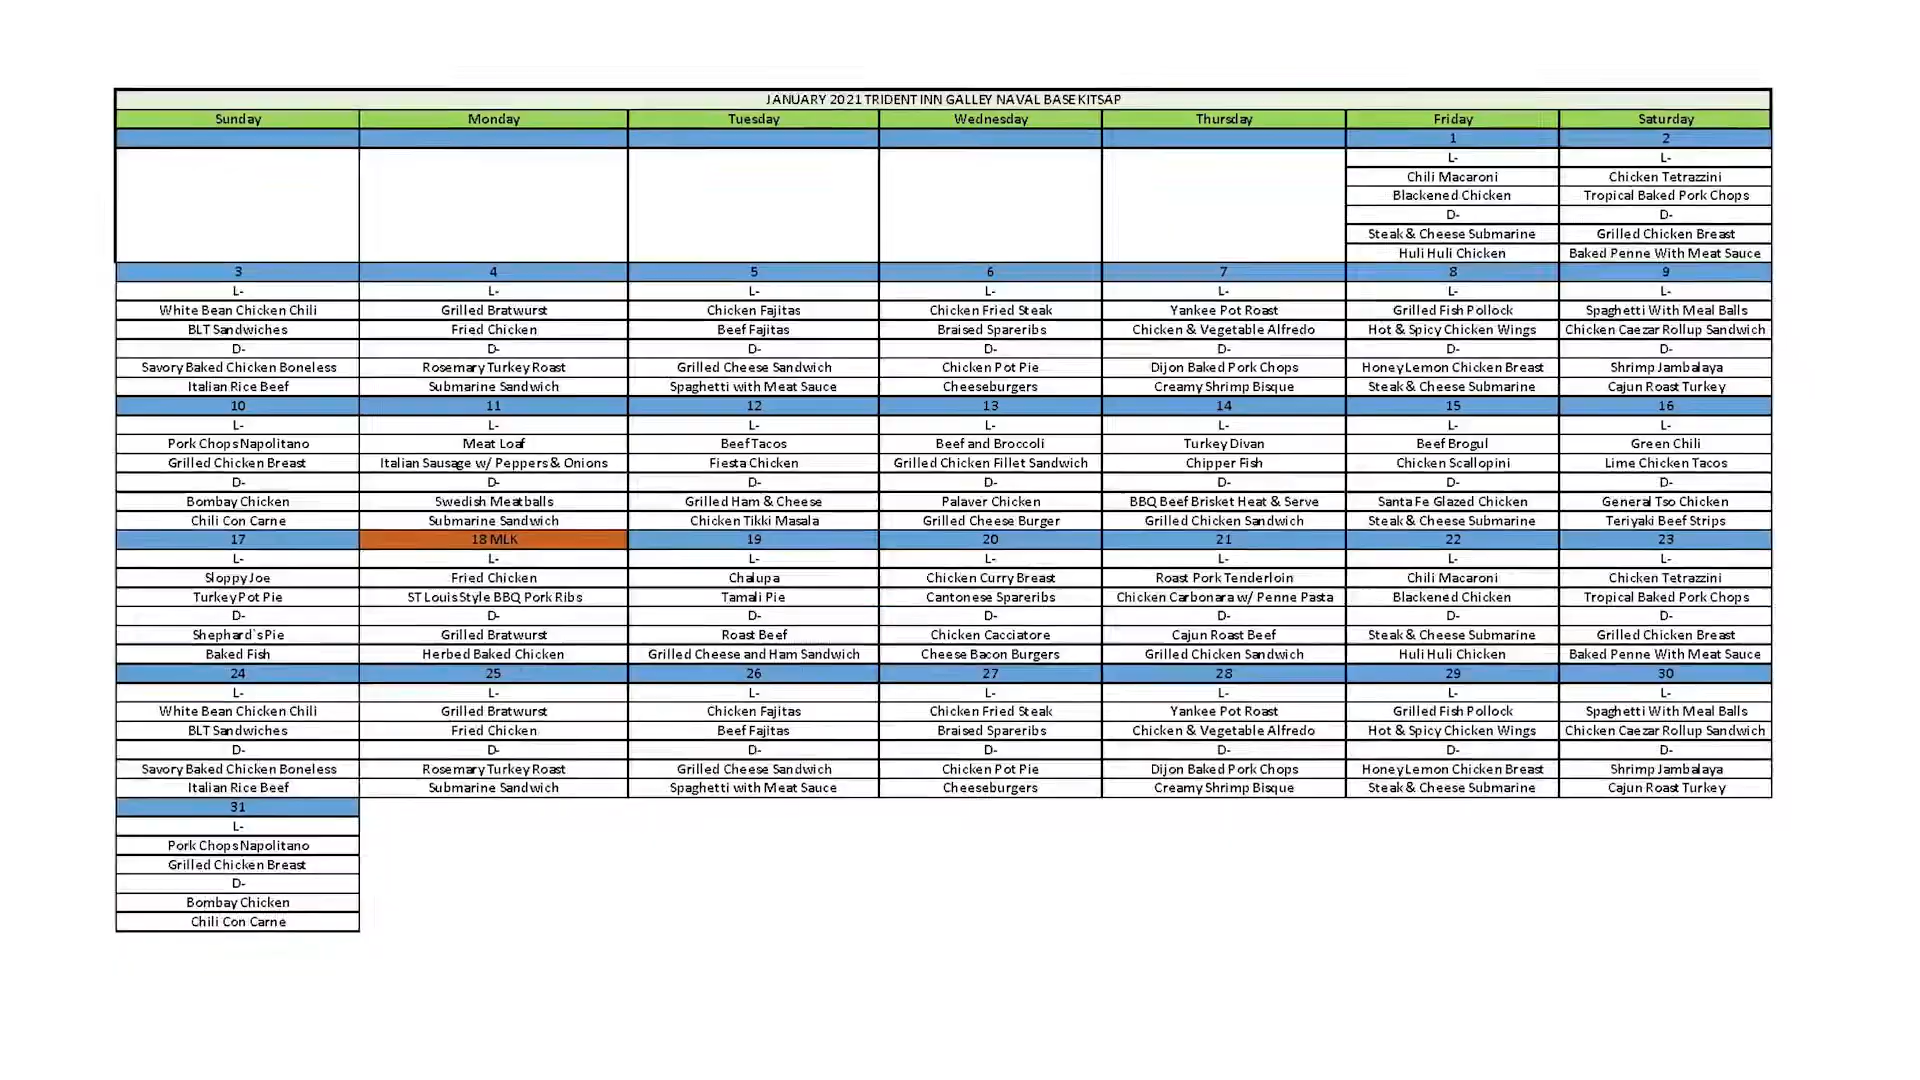 JANUARY 2021 TRIDENT INN GALLEY NAVAL BASE KITSAP
Sunday Monday Tuesday Wednesday Thursday Friday Saturday
1 2
L- L-
Chili Macaroni Chicken Tetrazzini
Blackened Chicken Tropical Baked Pork Chops
D- D-
Steak & Cheese Submarine Grilled Chicken Breast
Huli Huli Chicken Baked Penne With Meat Sauce
3 4 5 6 7 8 9
L- L- L- L- L- L- L-
White Bean Chicken Chili Grilled Bratwurst Chicken Fajitas Chicken Fried Steak Yankee Pot Roast Grilled Fish Pollock Spaghetti With Meal Balls
BLT Sandwiches Fried Chicken Beef Fajitas Braised Spareribs Chicken & Vegetable Alfredo Hot & Spicy Chicken Wings Chicken Caezar Rollup Sandwich
D- D- D- D- D- D- D-
Savory Baked Chicken Boneless Rosemary Turkey Roast Grilled Cheese Sandwich Chicken Pot Pie Dijon Baked Pork Chops Honey Lemon Chicken Breast Shrimp Jambalaya
Italian Rice Beef Submarine Sandwich Spaghetti with Meat Sauce Cheeseburgers Creamy Shrimp Bisque Steak & Cheese Submarine Cajun Roast Turkey
10 11 12 13 14 15 16
L- L- L- L- L- L- L-
Pork Chops Napolitano Meat Loaf Beef Tacos Beef and Broccoli Turkey Divan Beef Brogul Green Chili
Grilled Chicken Breast Italian Sausage w/ Peppers & Onions Fiesta Chicken Grilled Chicken Fillet Sandwich Chipper Fish Chicken Scallopini Lime Chicken Tacos
D- D- D- D- D- D- D-
Bombay Chicken Swedish Meatballs Grilled Ham & Cheese Palaver Chicken BBQ Beef Brisket Heat & Serve Santa Fe Glazed Chicken General Tso Chicken
Chili Con Carne Submarine Sandwich Chicken Tikki Masala Grilled Cheese Burger Grilled Chicken Sandwich Steak & Cheese Submarine Teriyaki Beef Strips
17 18 MLK 19 20 21 22 23
L- L- L- L- L- L- L-
Sloppy Joe Fried Chicken Chalupa Chicken Curry Breast Roast Pork Tenderloin Chili Macaroni Chicken Tetrazzini
Turkey Pot Pie ST Louis Style BBQ Pork Ribs Tamali Pie Cantonese Spareribs Chicken Carbonara w/ Penne Pasta Blackened Chicken Tropical Baked Pork Chops
D- D- D- D- D- D- D-
Shephard`s Pie Grilled Bratwurst Roast Beef Chicken Cacciatore Cajun Roast Beef Steak & Cheese Submarine Grilled Chicken Breast
Baked Fish Herbed Baked Chicken Grilled Cheese and Ham Sandwich Cheese Bacon Burgers Grilled Chicken Sandwich Huli Huli Chicken Baked Penne With Meat Sauce
24 25 26 27 28 29 30
L- L- L- L- L- L- L-
White Bean Chicken Chili Grilled Bratwurst Chicken Fajitas Chicken Fried Steak Yankee Pot Roast Grilled Fish Pollock Spaghetti With Meal Balls
BLT Sandwiches Fried Chicken Beef Fajitas Braised Spareribs Chicken & Vegetable Alfredo Hot & Spicy Chicken Wings Chicken Caezar Rollup Sandwich
D- D- D- D- D- D- D-
Savory Baked Chicken Boneless Rosemary Turkey Roast Grilled Cheese Sandwich Chicken Pot Pie Dijon Baked Pork Chops Honey Lemon Chicken Breast Shrimp Jambalaya
Italian Rice Beef Submarine Sandwich Spaghetti with Meat Sauce Cheeseburgers Creamy Shrimp Bisque Steak & Cheese Submarine Cajun Roast Turkey
31
L-
Pork Chops Napolitano
Grilled Chicken Breast
D-
Bombay Chicken
Chili Con Carne